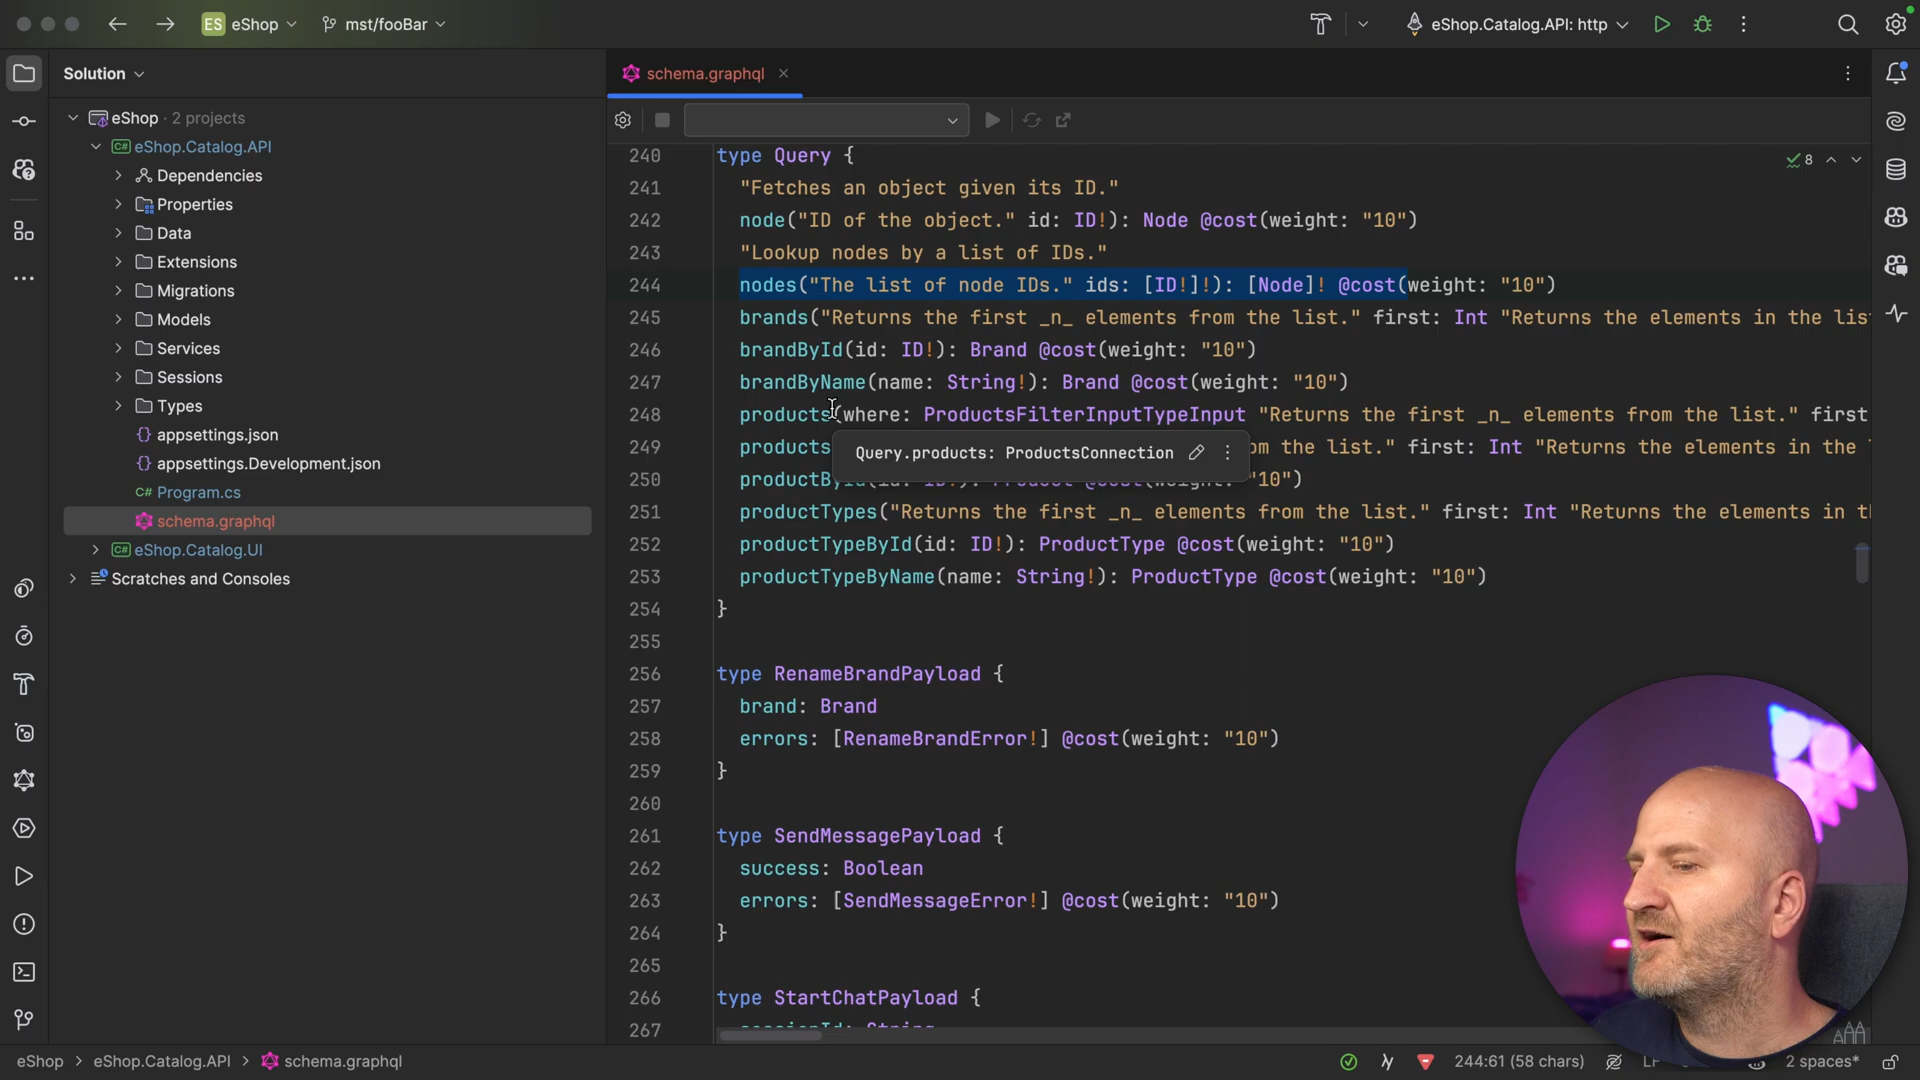 ES eShop
mst/fooBar
eShop.Catalog.API: http
Solution
schema.graphql
eShop · 2 projects
C# eShop.Catalog.API
Dependencies
Properties
Data
Extensions
Migrations
Models
Services
Sessions
Types
{} appsettings.json
{} appsettings.Development.json
C# Program.cs
schema.graphql
C# eShop.Catalog.UI
Scratches and Consoles
8
240 type Query {
241 "Fetches an object given its ID."
242 node("ID of the object." id: ID!): Node @cost(weight: "10")
243 "Lookup nodes by a list of IDs."
244 nodes("The list of node IDs." ids: [ID!]!): [Node]! @cost(weight: "10")
245 brands("Returns the first _n_ elements from the list." first: Int "Returns the elements in the lis
246 brandById(id: ID!): Brand @cost(weight: "10")
247 brandByName(name: String!): Brand @cost(weight: "10")
248 products(where: ProductsFilterInputTypeInput "Returns the first _n_ elements from the list." first
249 products om the list." first: Int "Returns the elements in the
Query.products: ProductsConnection
250 productById(id: ID!): Product @cost(weight: "10")
251 productTypes("Returns the first _n_ elements from the list." first: Int "Returns the elements in t
252 productTypeById(id: ID!): ProductType @cost(weight: "10")
253 productTypeByName(name: String!): ProductType @cost(weight: "10")
254 }
255
256 type RenameBrandPayload {
257 brand: Brand
258 errors: [RenameBrandError!] @cost(weight: "10")
259 }
260
261 type SendMessagePayload {
262 success: Boolean
263 errors: [SendMessageError!] @cost(weight: "10")
264 }
265
266 type StartChatPayload {
267 sessionId: String
eShop > eShop.Catalog.API > schema.graphql
244:61 (58 chars)
LF
2 spaces*